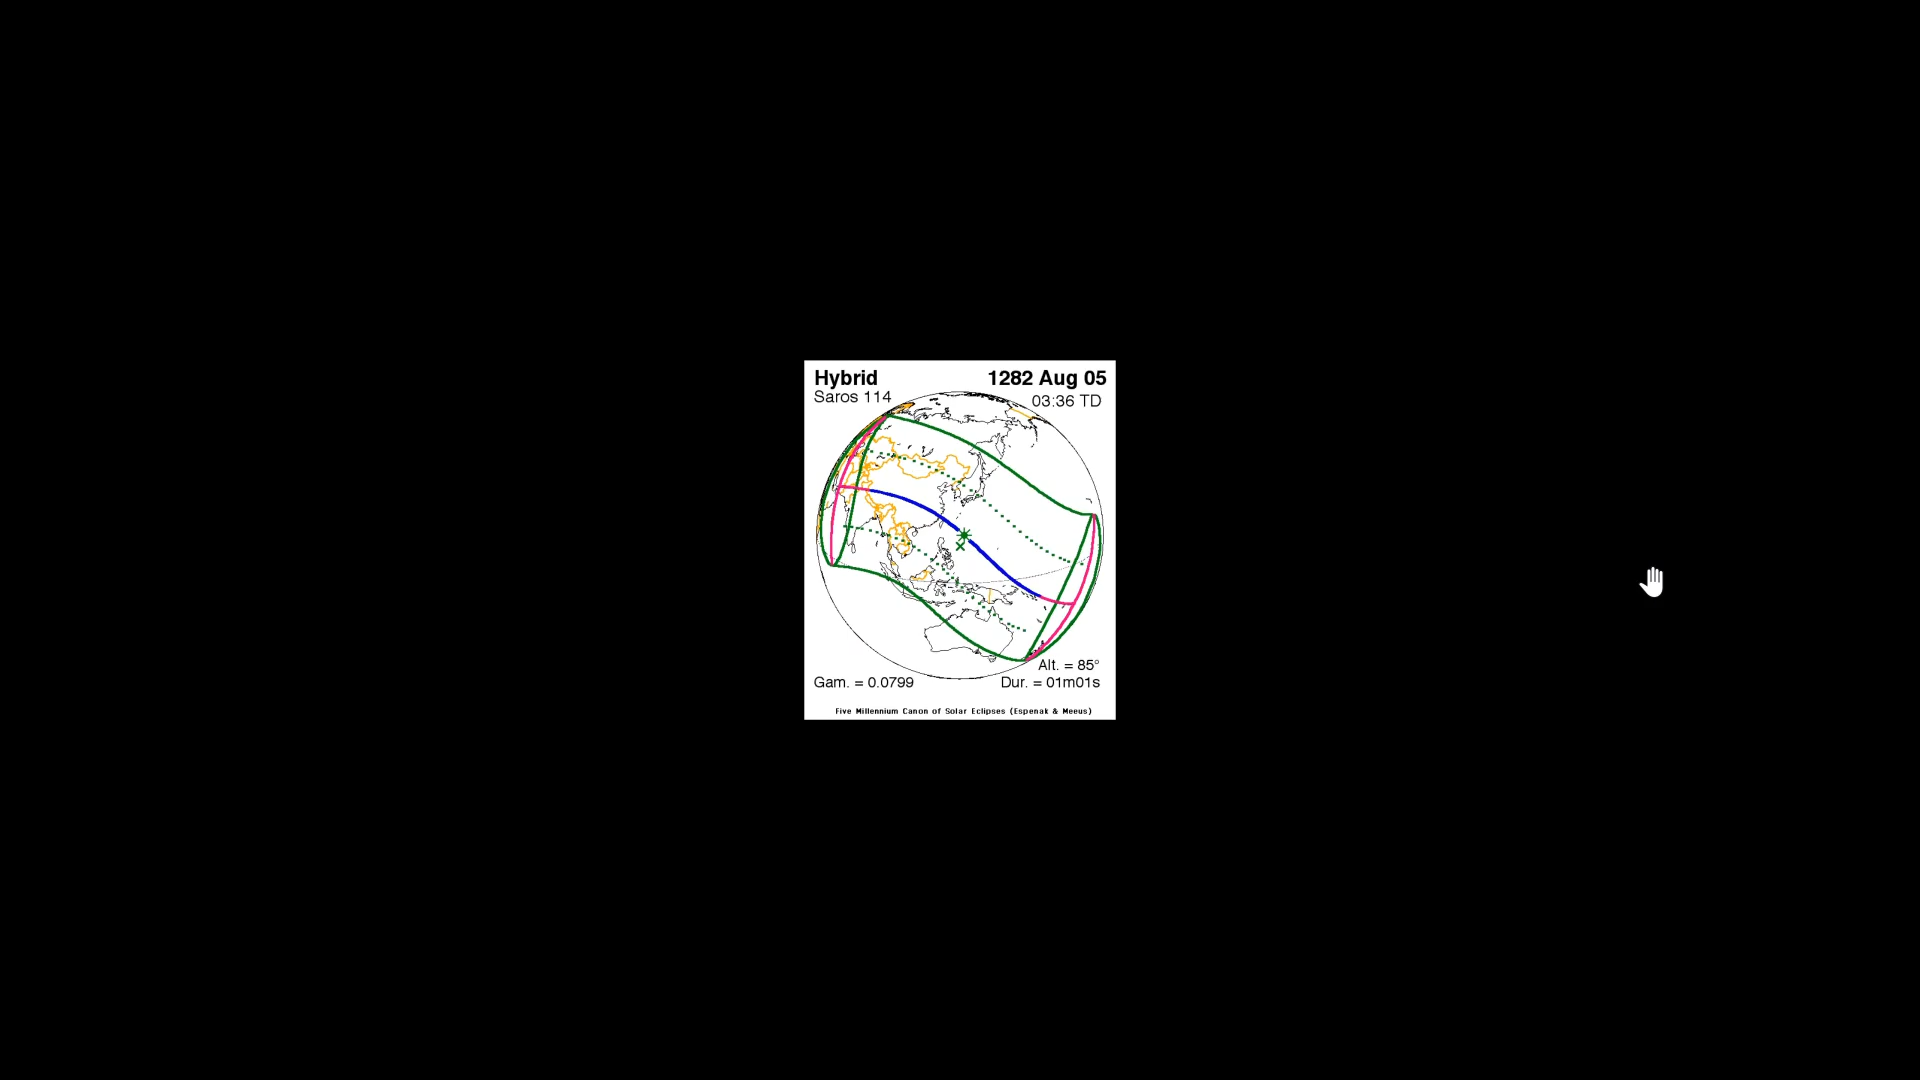 Hybrid
1282 Aug 05
Saros 114
03:36 TD
Alt. = 85°
Gam. = 0.0799
Dur. = 01m01s
Five Millennium Canon of Solar Eclipses (Espenak & Meeus)